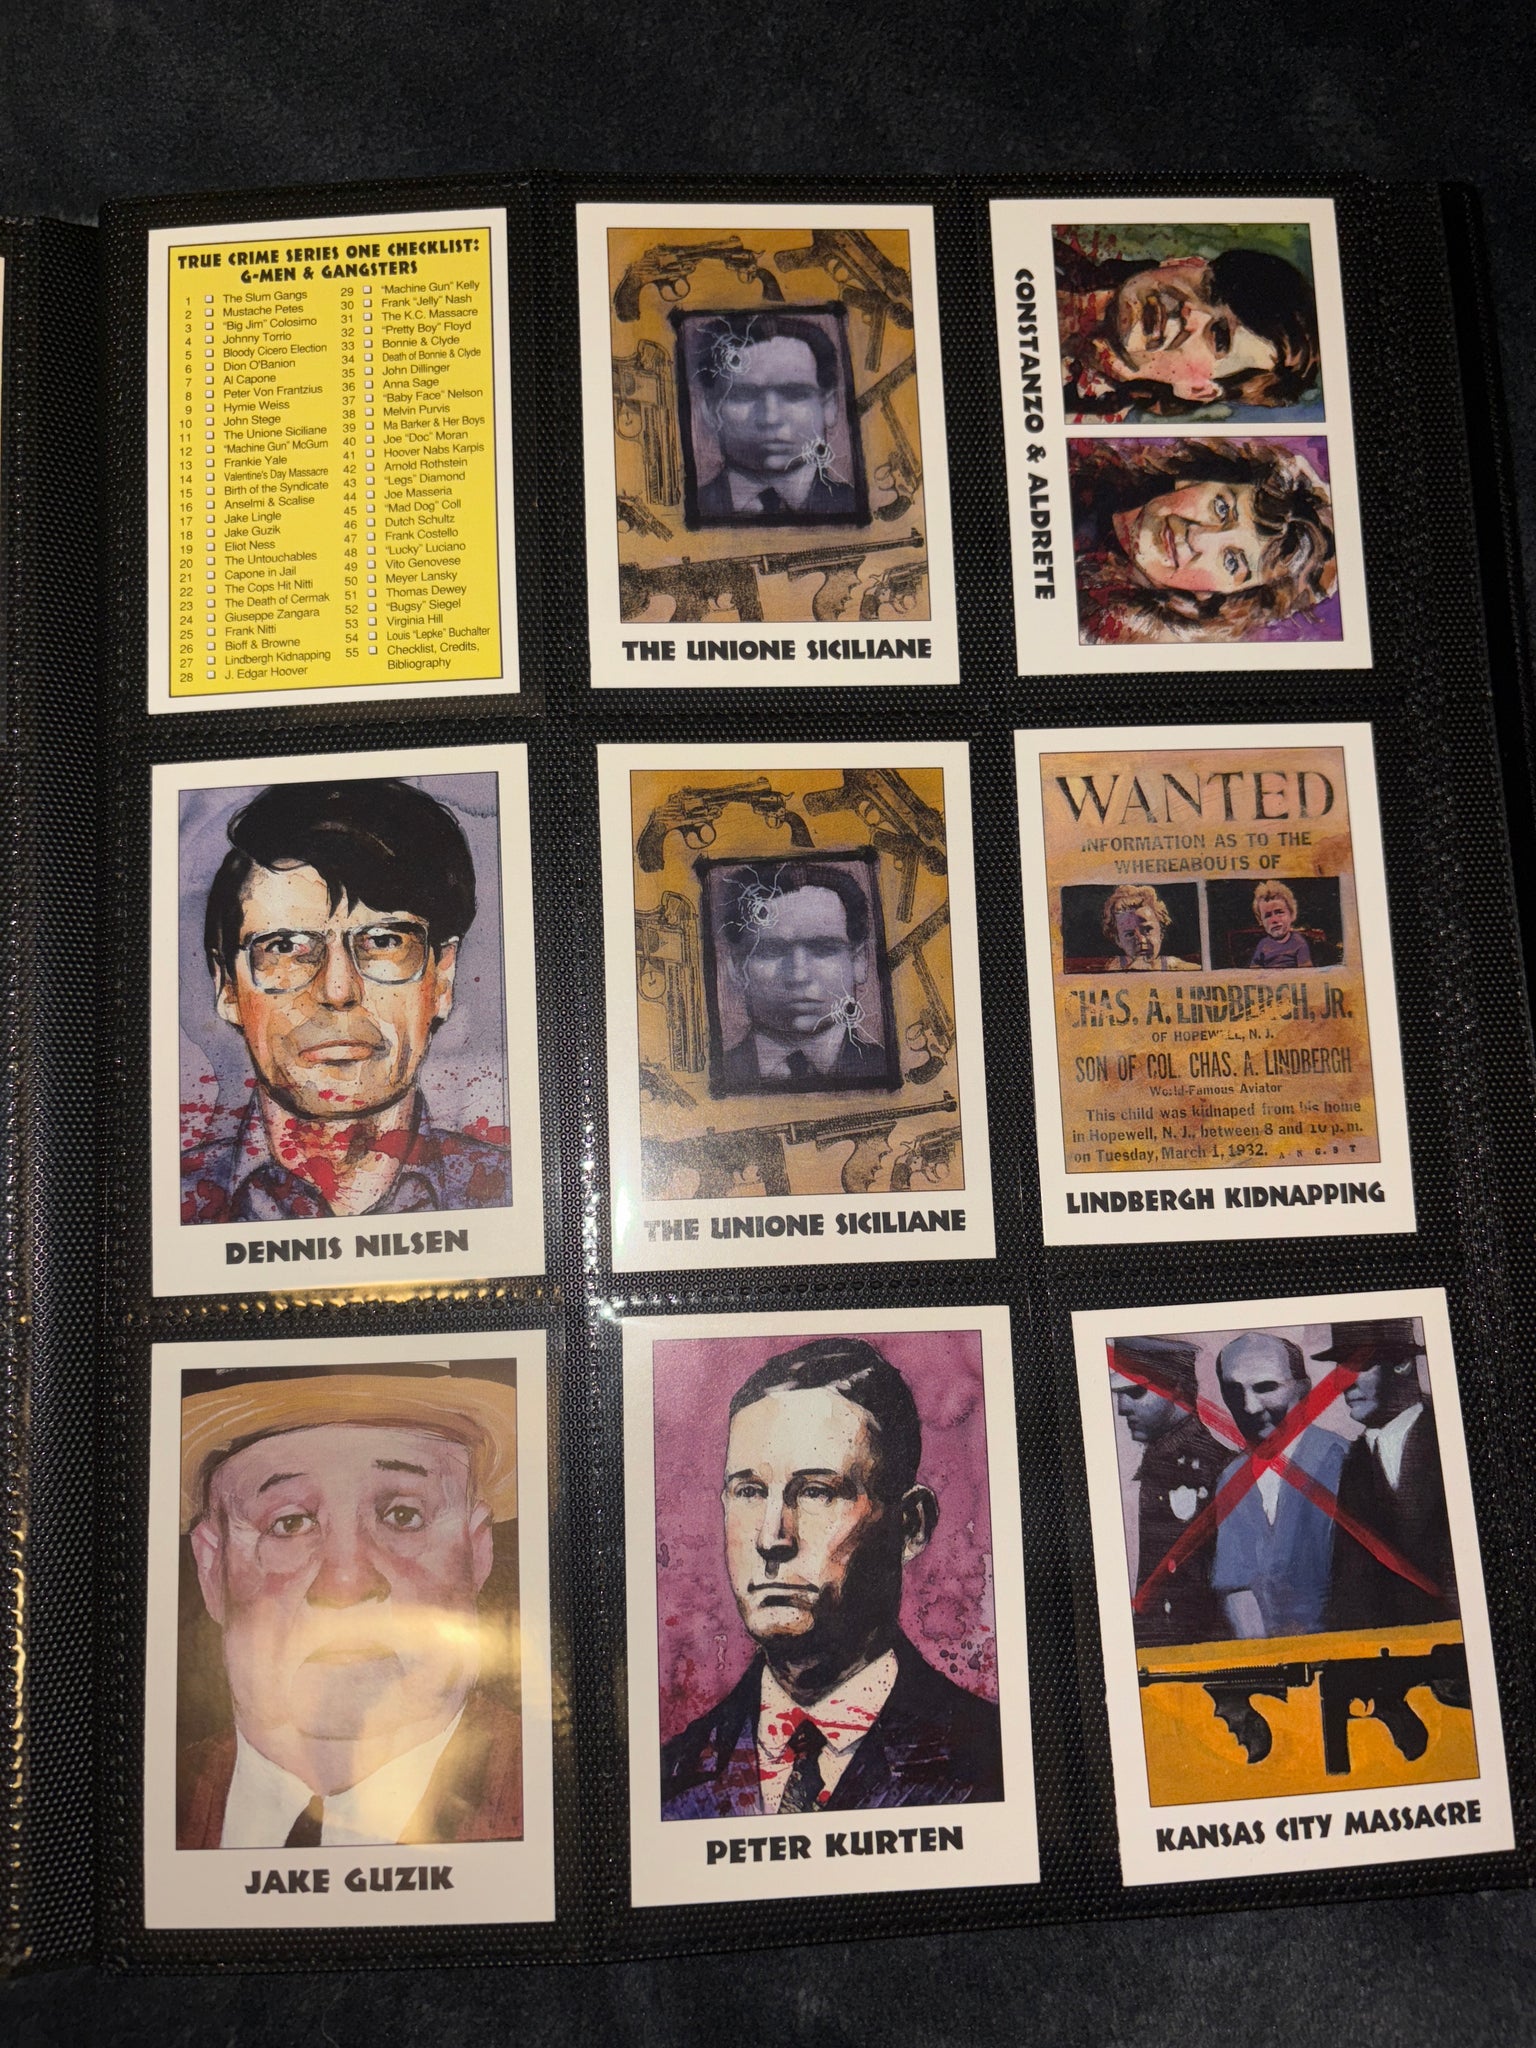 TRUE CRIME SERIES ONE CHECKLIST:
G-MEN & GANGSTERS
1 The Slum Gangs
2 Mustache Petes
3 "Big Jim" Colosimo
4 Johnny Torrio
5 Bloody Cicero Election
6 Dion O'Banion
7 Al Capone
8 Peter Von Frantzius
9 Hymie Weiss
10 John Stege
11 The Unione Siciliane
12 "Machine Gun" McGurn
13 Frankie Yale
14 Valentine's Day Massacre
15 Birth of the Syndicate
16 Anselmi & Scalise
17 Jake Lingle
18 Jake Guzik
19 Eliot Ness
20 The Untouchables
21 Capone in Jail
22 The Cops Hit Nitti
23 The Death of Cermak
24 Giuseppe Zangara
25 Frank Nitti
26 Bioff & Browne
27 Lindbergh Kidnapping
28 J. Edgar Hoover
29 "Machine Gun" Kelly
30 Frank "Jelly" Nash
31 The K.C. Massacre
32 "Pretty Boy" Floyd
33 Bonnie & Clyde
34 Death of Bonnie & Clyde
35 John Dillinger
36 Anna Sage
37 "Baby Face" Nelson
38 Melvin Purvis
39 Ma Barker & Her Boys
40 Joe "Doc" Moran
41 Hoover Nabs Karpis
42 Arnold Rothstein
43 "Legs" Diamond
44 Joe Masseria
45 "Mad Dog" Coll
46 Dutch Schultz
47 Frank Costello
48 "Lucky" Luciano
49 Vito Genovese
50 Meyer Lansky
51 Thomas Dewey
52 "Bugsy" Siegel
53 Virginia Hill
54 Louis "Lepke" Buchalter
55 Checklist, Credits,
Bibliography
THE UNIONE SICILIANE
CONSTANZO & ALDRETE
DENNIS NILSEN
THE UNIONE SICILIANE
WANTED
INFORMATION AS TO THE
WHEREABOUTS OF
CHAS. A. LINDBERGH, JR.
OF HOPEWELL, N. J.
SON OF COL. CHAS. A. LINDBERGH
World-Famous Aviator
This child was kidnaped from his home
in Hopewell, N. J., between 8 and 10 p. m.
on Tuesday, March 1, 1932. ANGST
LINDBERGH KIDNAPPING
JAKE GUZIK
PETER KURTEN
KANSAS CITY MASSACRE